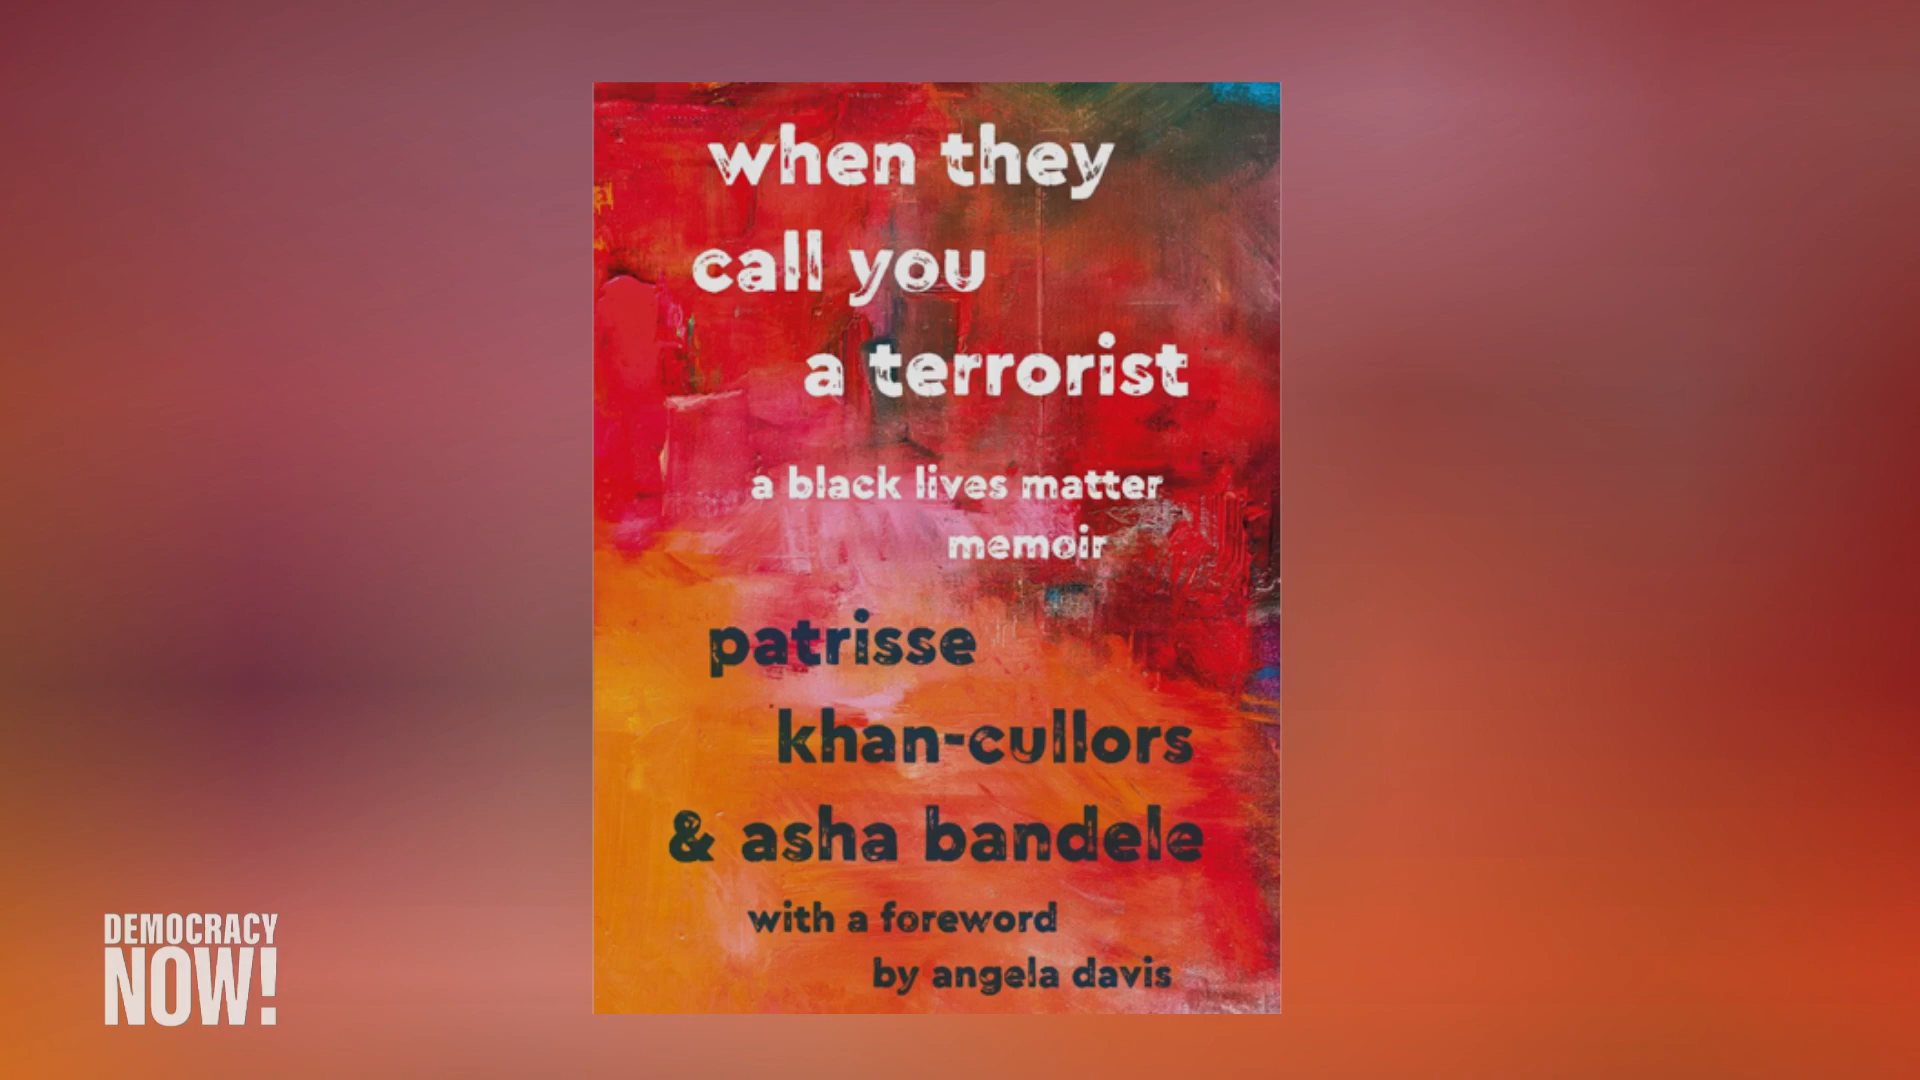 when they
call you
a terrorist
a black lives matter
memoir
patrisse
khan-cullors
& asha bandele
with a foreword
by angela davis
DEMOCRACY
NOW!